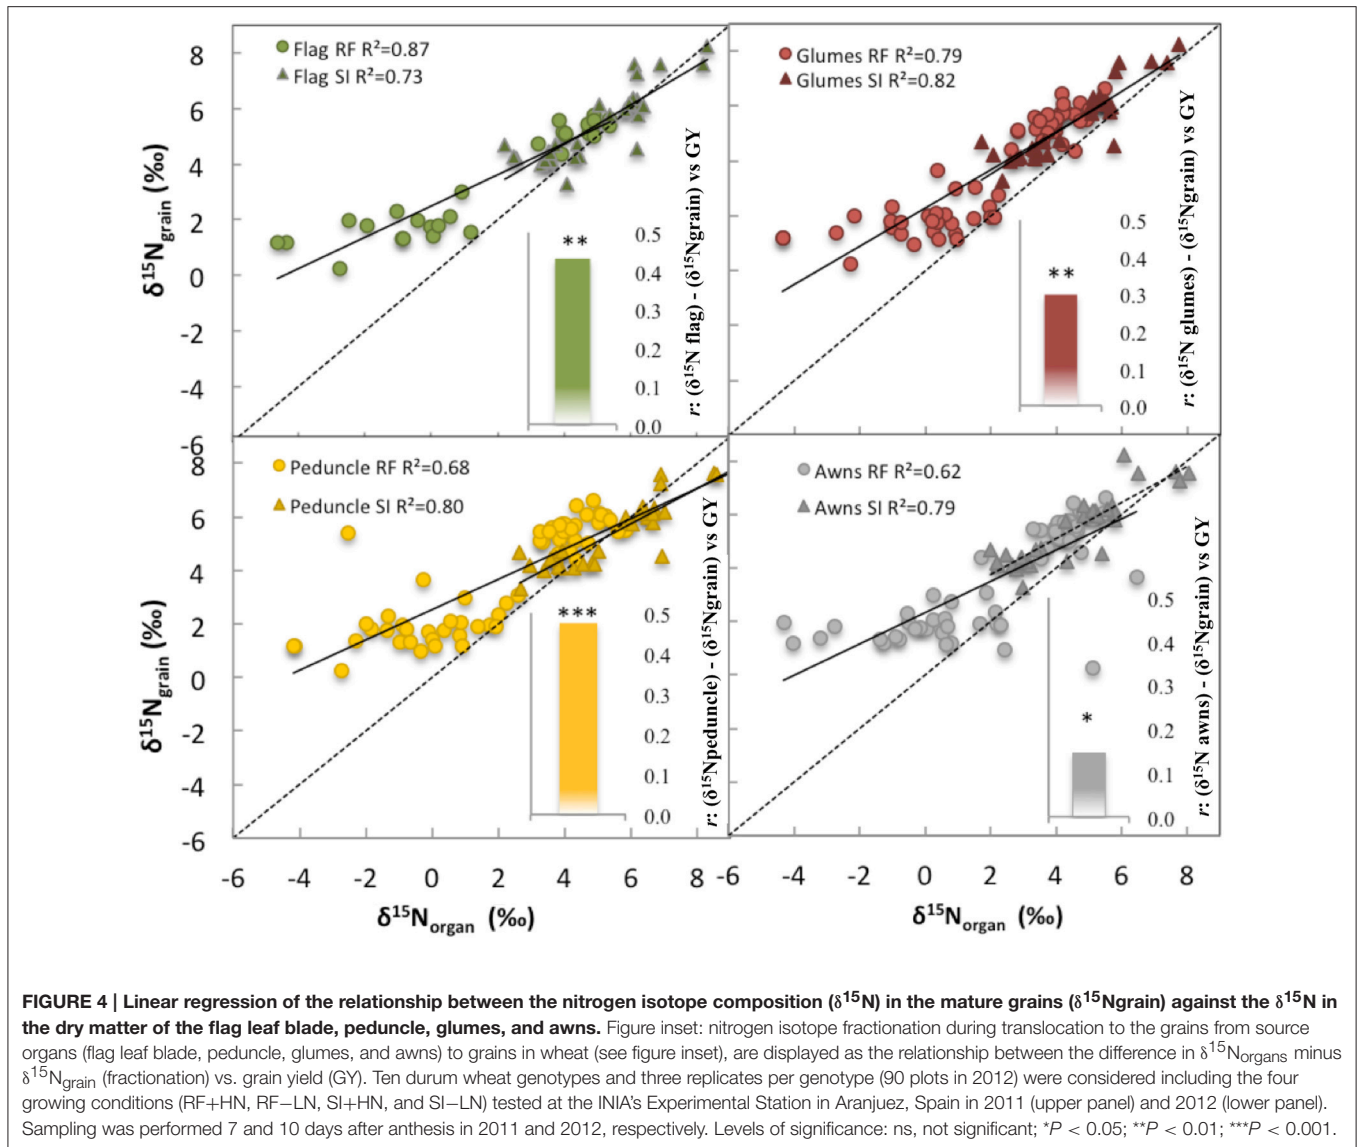 Flag RF R²=0.87
Flag SI R²=0.73
Glumes RF R²=0.79
Glumes SI R²=0.82
8
6
4
2
0
-2
-4
-6
δ¹⁵Ngrain (‰)
**
0.5
0.4
0.3
0.2
0.1
0.0
r: (δ¹⁵N flag) - (δ¹⁵Ngrain) vs GY
**
0.5
0.4
0.3
0.2
0.1
0.0
r: (δ¹⁵N glumes) - (δ¹⁵Ngrain) vs GY
Peduncle RF R²=0.68
Peduncle SI R²=0.80
Awns RF R²=0.62
Awns SI R²=0.79
8
6
4
2
0
-2
-4
-6
δ¹⁵Ngrain (‰)
***
0.5
0.4
0.3
0.2
0.1
0.0
r: (δ¹⁵Npeduncle) - (δ¹⁵Ngrain) vs GY
*
0.5
0.4
0.3
0.2
0.1
0.0
r: (δ¹⁵N awns) - (δ¹⁵Ngrain) vs GY
-6 -4 -2 0 2 4 6 8 -6 -4 -2 0 2 4 6 8
δ¹⁵Norgan (‰) δ¹⁵Norgan (‰)
FIGURE 4 | Linear regression of the relationship between the nitrogen isotope composition (δ¹⁵N) in the mature grains (δ¹⁵Ngrain) against the δ¹⁵N in
the dry matter of the flag leaf blade, peduncle, glumes, and awns. Figure inset: nitrogen isotope fractionation during translocation to the grains from source
organs (flag leaf blade, peduncle, glumes, and awns) to grains in wheat (see figure inset), are displayed as the relationship between the difference in δ¹⁵Norgans minus
δ¹⁵Ngrain (fractionation) vs. grain yield (GY). Ten durum wheat genotypes and three replicates per genotype (90 plots in 2012) were considered including the four
growing conditions (RF+HN, RF−LN, SI+HN, and SI−LN) tested at the INIA's Experimental Station in Aranjuez, Spain in 2011 (upper panel) and 2012 (lower panel).
Sampling was performed 7 and 10 days after anthesis in 2011 and 2012, respectively. Levels of significance: ns, not significant; *P < 0.05; **P < 0.01; ***P < 0.001.